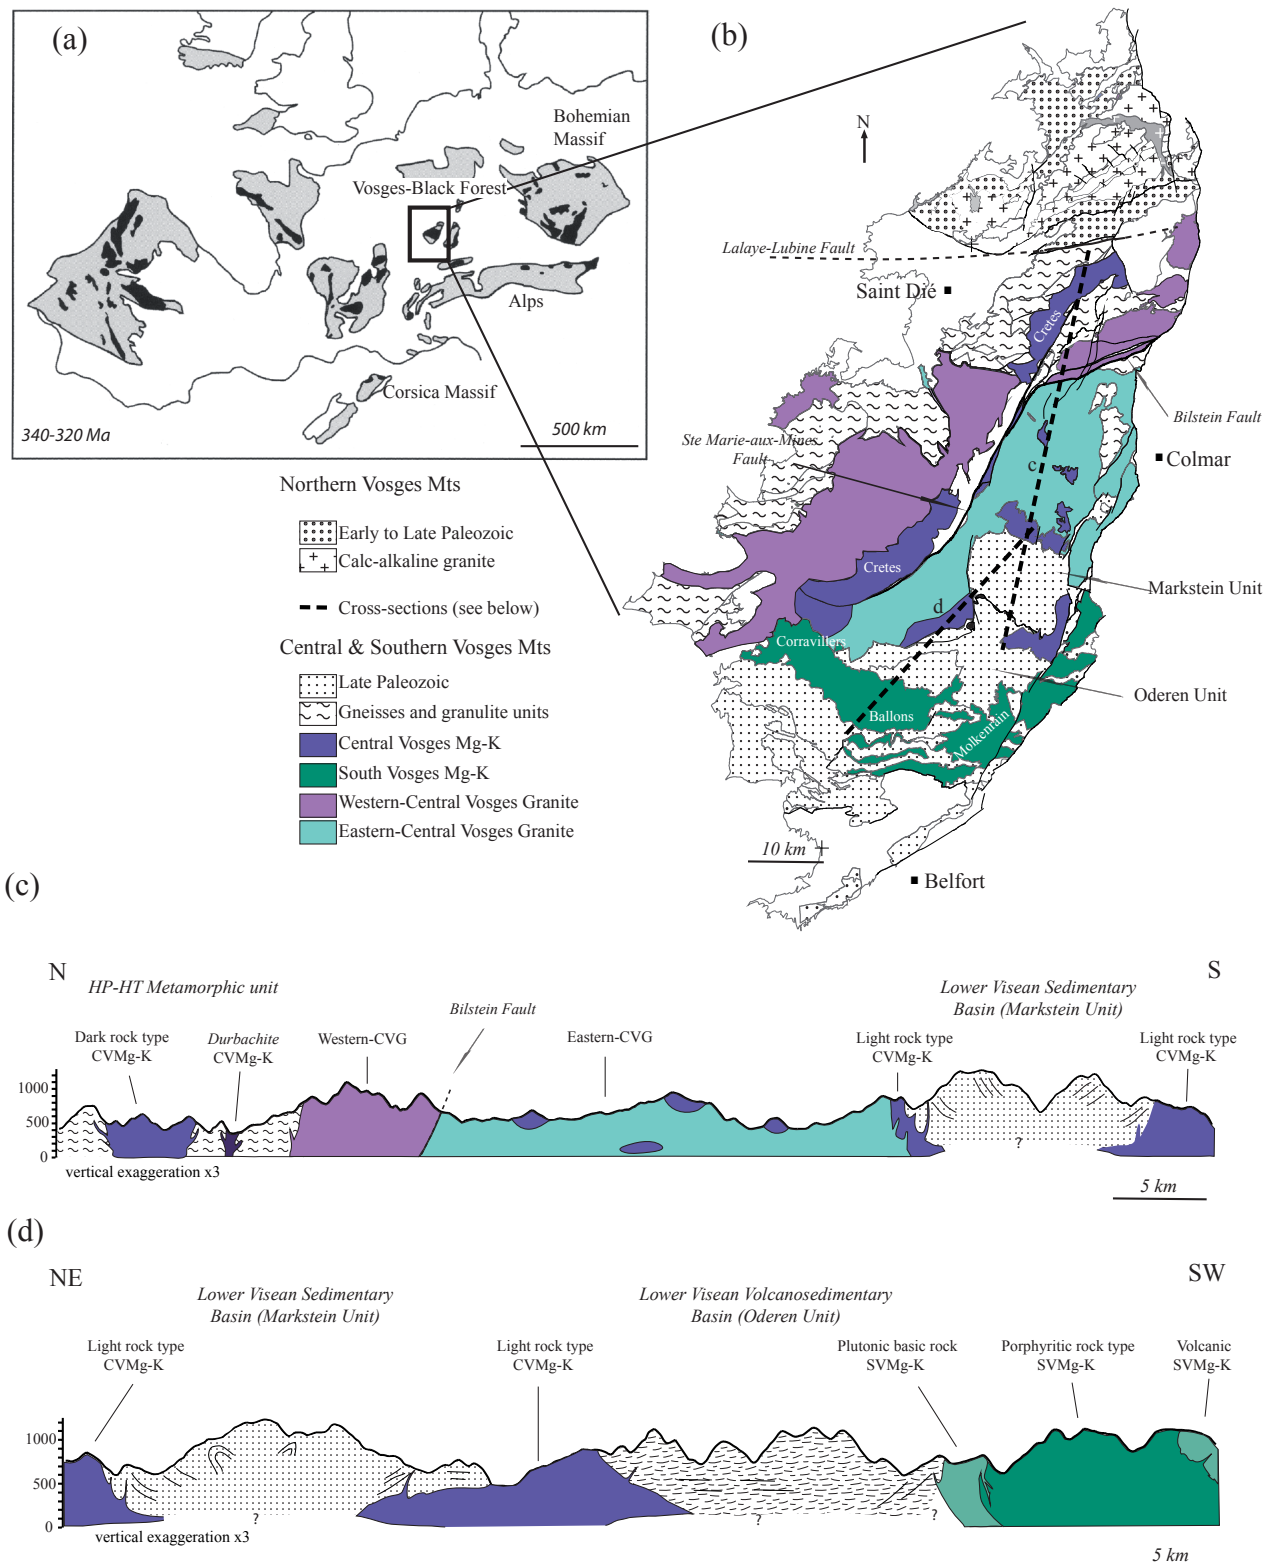 (a)
Bohemian
Massif
Vosges-Black Forest
Alps
Corsica Massif
340-320 Ma
500 km
(b)
N
Lalaye-Lubine Fault
Saint Dié
Cretes
Bilstein Fault
Ste Marie-aux-Mines
Fault
Colmar
c
Cretes
Markstein Unit
d
Corravillers
Oderen Unit
Ballons
Molkenrain
10 km
Belfort
Northern Vosges Mts
Early to Late Paleozoic
Calc-alkaline granite
Cross-sections (see below)
Central & Southern Vosges Mts
Late Paleozoic
Gneisses and granulite units
Central Vosges Mg-K
South Vosges Mg-K
Western-Central Vosges Granite
Eastern-Central Vosges Granite
(c)
N
S
HP-HT Metamorphic unit
Lower Visean Sedimentary
Basin (Markstein Unit)
Bilstein Fault
Dark rock type
CVMg-K
Durbachite
CVMg-K
Western-CVG
Eastern-CVG
Light rock type
CVMg-K
Light rock type
CVMg-K
1000
500
0
?
vertical exaggeration x3
5 km
(d)
NE
SW
Lower Visean Sedimentary
Basin (Markstein Unit)
Lower Visean Volcanosedimentary
Basin (Oderen Unit)
Light rock type
CVMg-K
Light rock type
CVMg-K
Plutonic basic rock
SVMg-K
Porphyritic rock type
SVMg-K
Volcanic
SVMg-K
1000
500
0
?
?
?
vertical exaggeration x3
5 km